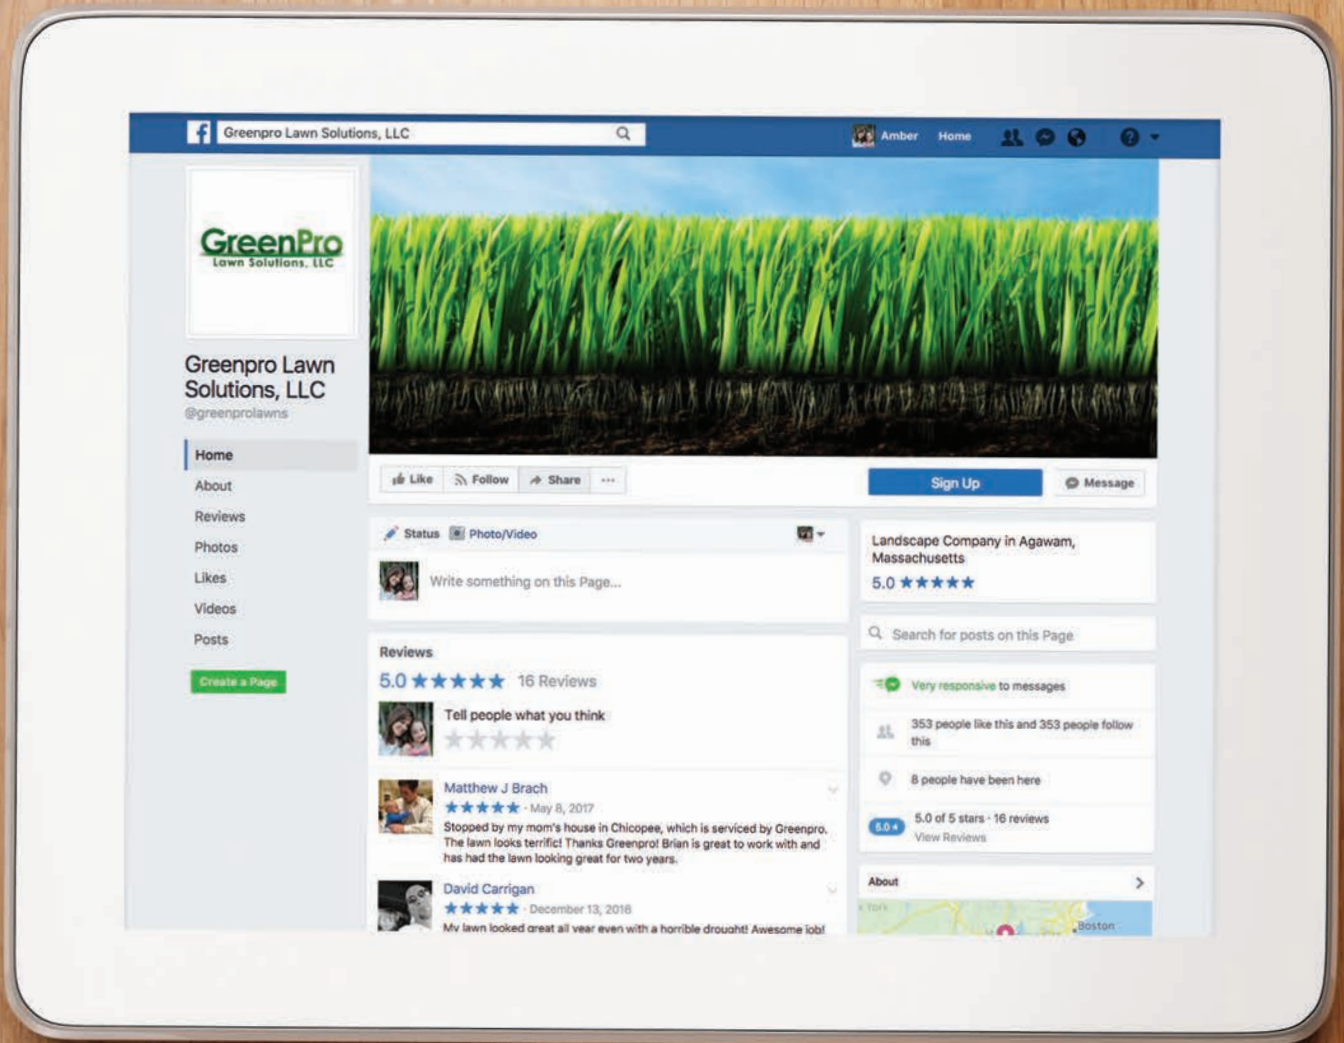 Greenpro Lawn Solutions, LLC
Amber Home
GreenPro
Lawn Solutions, LLC
Greenpro Lawn
Solutions, LLC
@greenprolawns
Home
About
Reviews
Photos
Likes
Videos
Posts
Create a Page
Like Follow Share ...
Sign Up Message
Status Photo/Video
Write something on this Page...
Reviews
5.0 ★★★★★ 16 Reviews
Tell people what you think
Matthew J Brach
★★★★★ · May 8, 2017
Stopped by my mom's house in Chicopee, which is serviced by Greenpro.
The lawn looks terrific! Thanks Greenpro! Brian is great to work with and
has had the lawn looking great for two years.
David Carrigan
★★★★★ · December 13, 2016
My lawn looked great all year even with a horrible drought! Awesome job!
Landscape Company in Agawam,
Massachusetts
5.0 ★★★★★
Search for posts on this Page
Very responsive to messages
353 people like this and 353 people follow
this
8 people have been here
5.0 ★
5.0 of 5 stars · 16 reviews
View Reviews
About
York
Boston